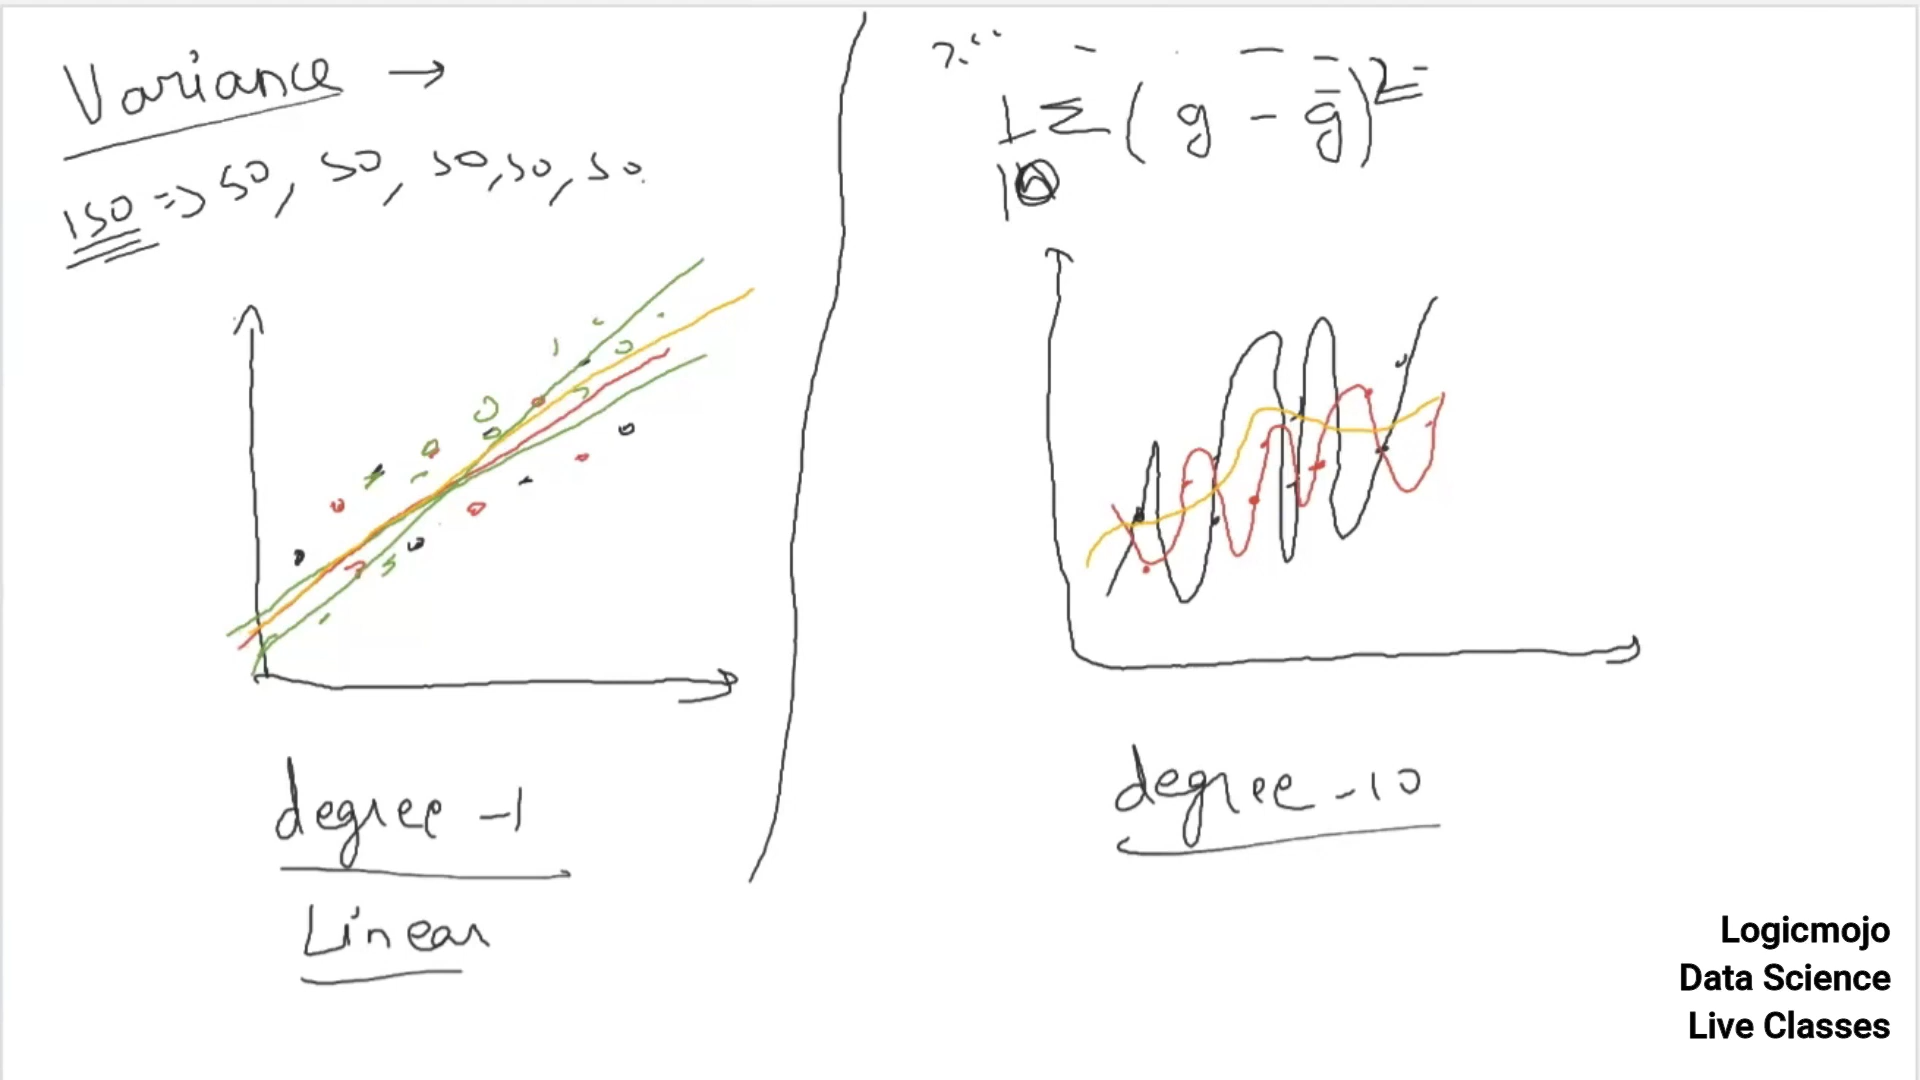 Variance →
150 => 50, 50, 50, 50, 50.
1/10 Σ ( g - g̅ )²
degree - 1
Linear
degree - 10
Logicmojo
Data Science
Live Classes